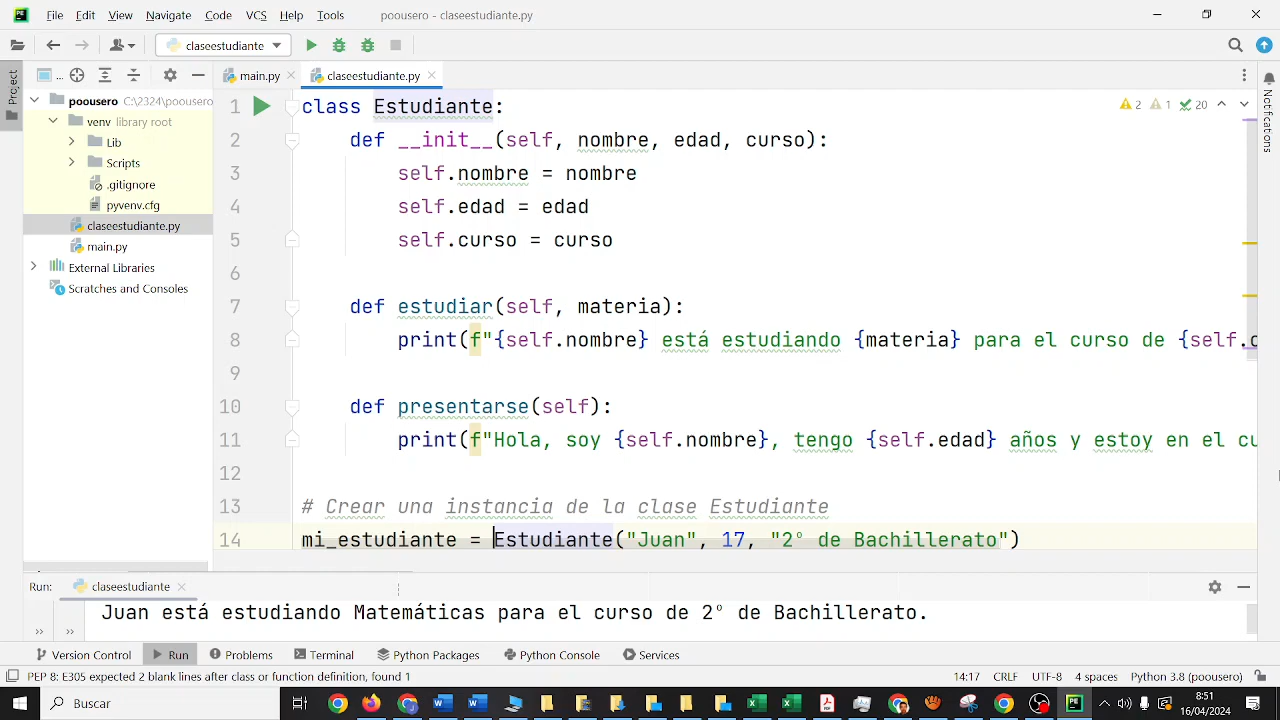 PE File Edit View Navigate Code VCS Help Tools poousero - claseestudiante.py
claseestudiante
Project
...
main.py
claseestudiante.py
poousero C:\2324\poousero
venv library root
Lib
Scripts
.gitignore
pyvenv.cfg
claseestudiante.py
main.py
External Libraries
Scratches and Consoles
2 1 20
Notifications
1 class Estudiante:
2 def __init__(self, nombre, edad, curso):
3 self.nombre = nombre
4 self.edad = edad
5 self.curso = curso
6
7 def estudiar(self, materia):
8 print(f"{self.nombre} está estudiando {materia} para el curso de {self.c
9
10 def presentarse(self):
11 print(f"Hola, soy {self.nombre}, tengo {self.edad} años y estoy en el cu
12
13 # Crear una instancia de la clase Estudiante
14 mi_estudiante = Estudiante("Juan", 17, "2º de Bachillerato")
Run: claseestudiante
Juan está estudiando Matemáticas para el curso de 2º de Bachillerato.
Version Control Run Problems Terminal Python Packages Python Console Services
PEP 8: E305 expected 2 blank lines after class or function definition, found 1 14:17 CRLF UTF-8 4 spaces Python 3.8 (poousero)
Buscar
8:51
16/04/2024